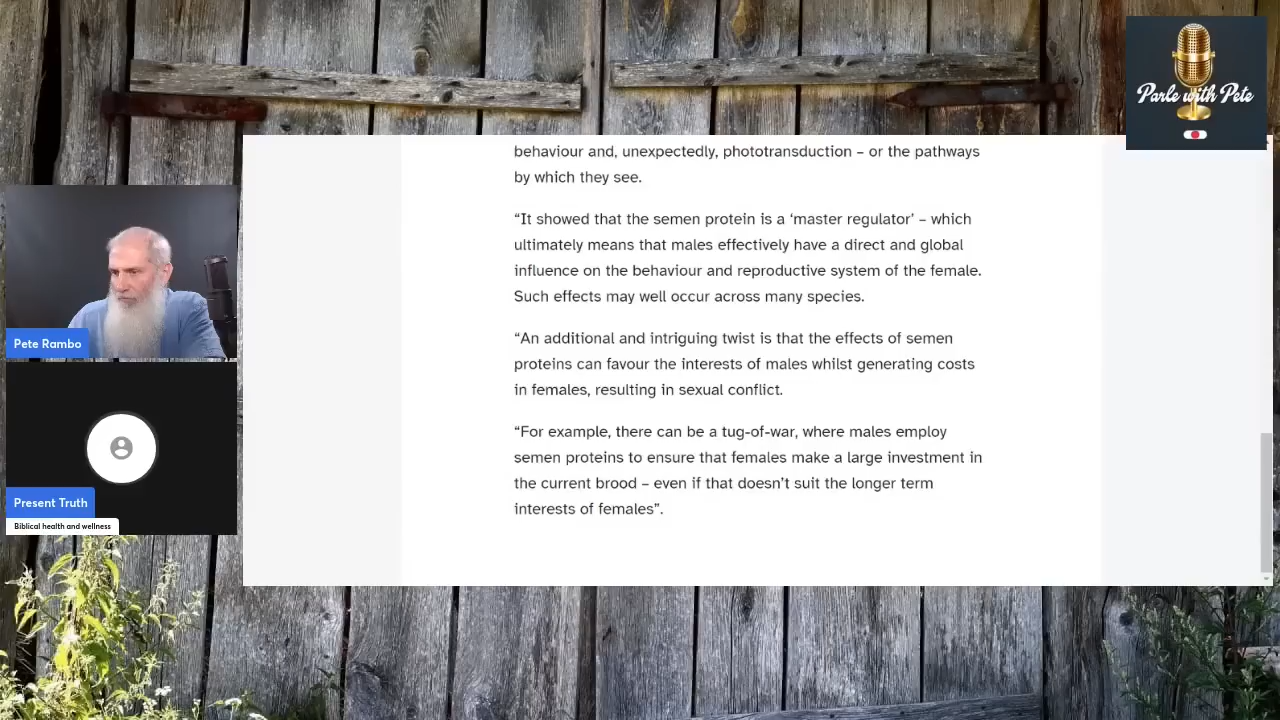 Parle with Pete
behaviour and, unexpectedly, phototransduction – or the pathways
by which they see.
“It showed that the semen protein is a ‘master regulator’ – which
ultimately means that males effectively have a direct and global
influence on the behaviour and reproductive system of the female.
Such effects may well occur across many species.
“An additional and intriguing twist is that the effects of semen
proteins can favour the interests of males whilst generating costs
in females, resulting in sexual conflict.
“For example, there can be a tug-of-war, where males employ
semen proteins to ensure that females make a large investment in
the current brood – even if that doesn’t suit the longer term
interests of females”.
Pete Rambo
Present Truth
Biblical health and wellness